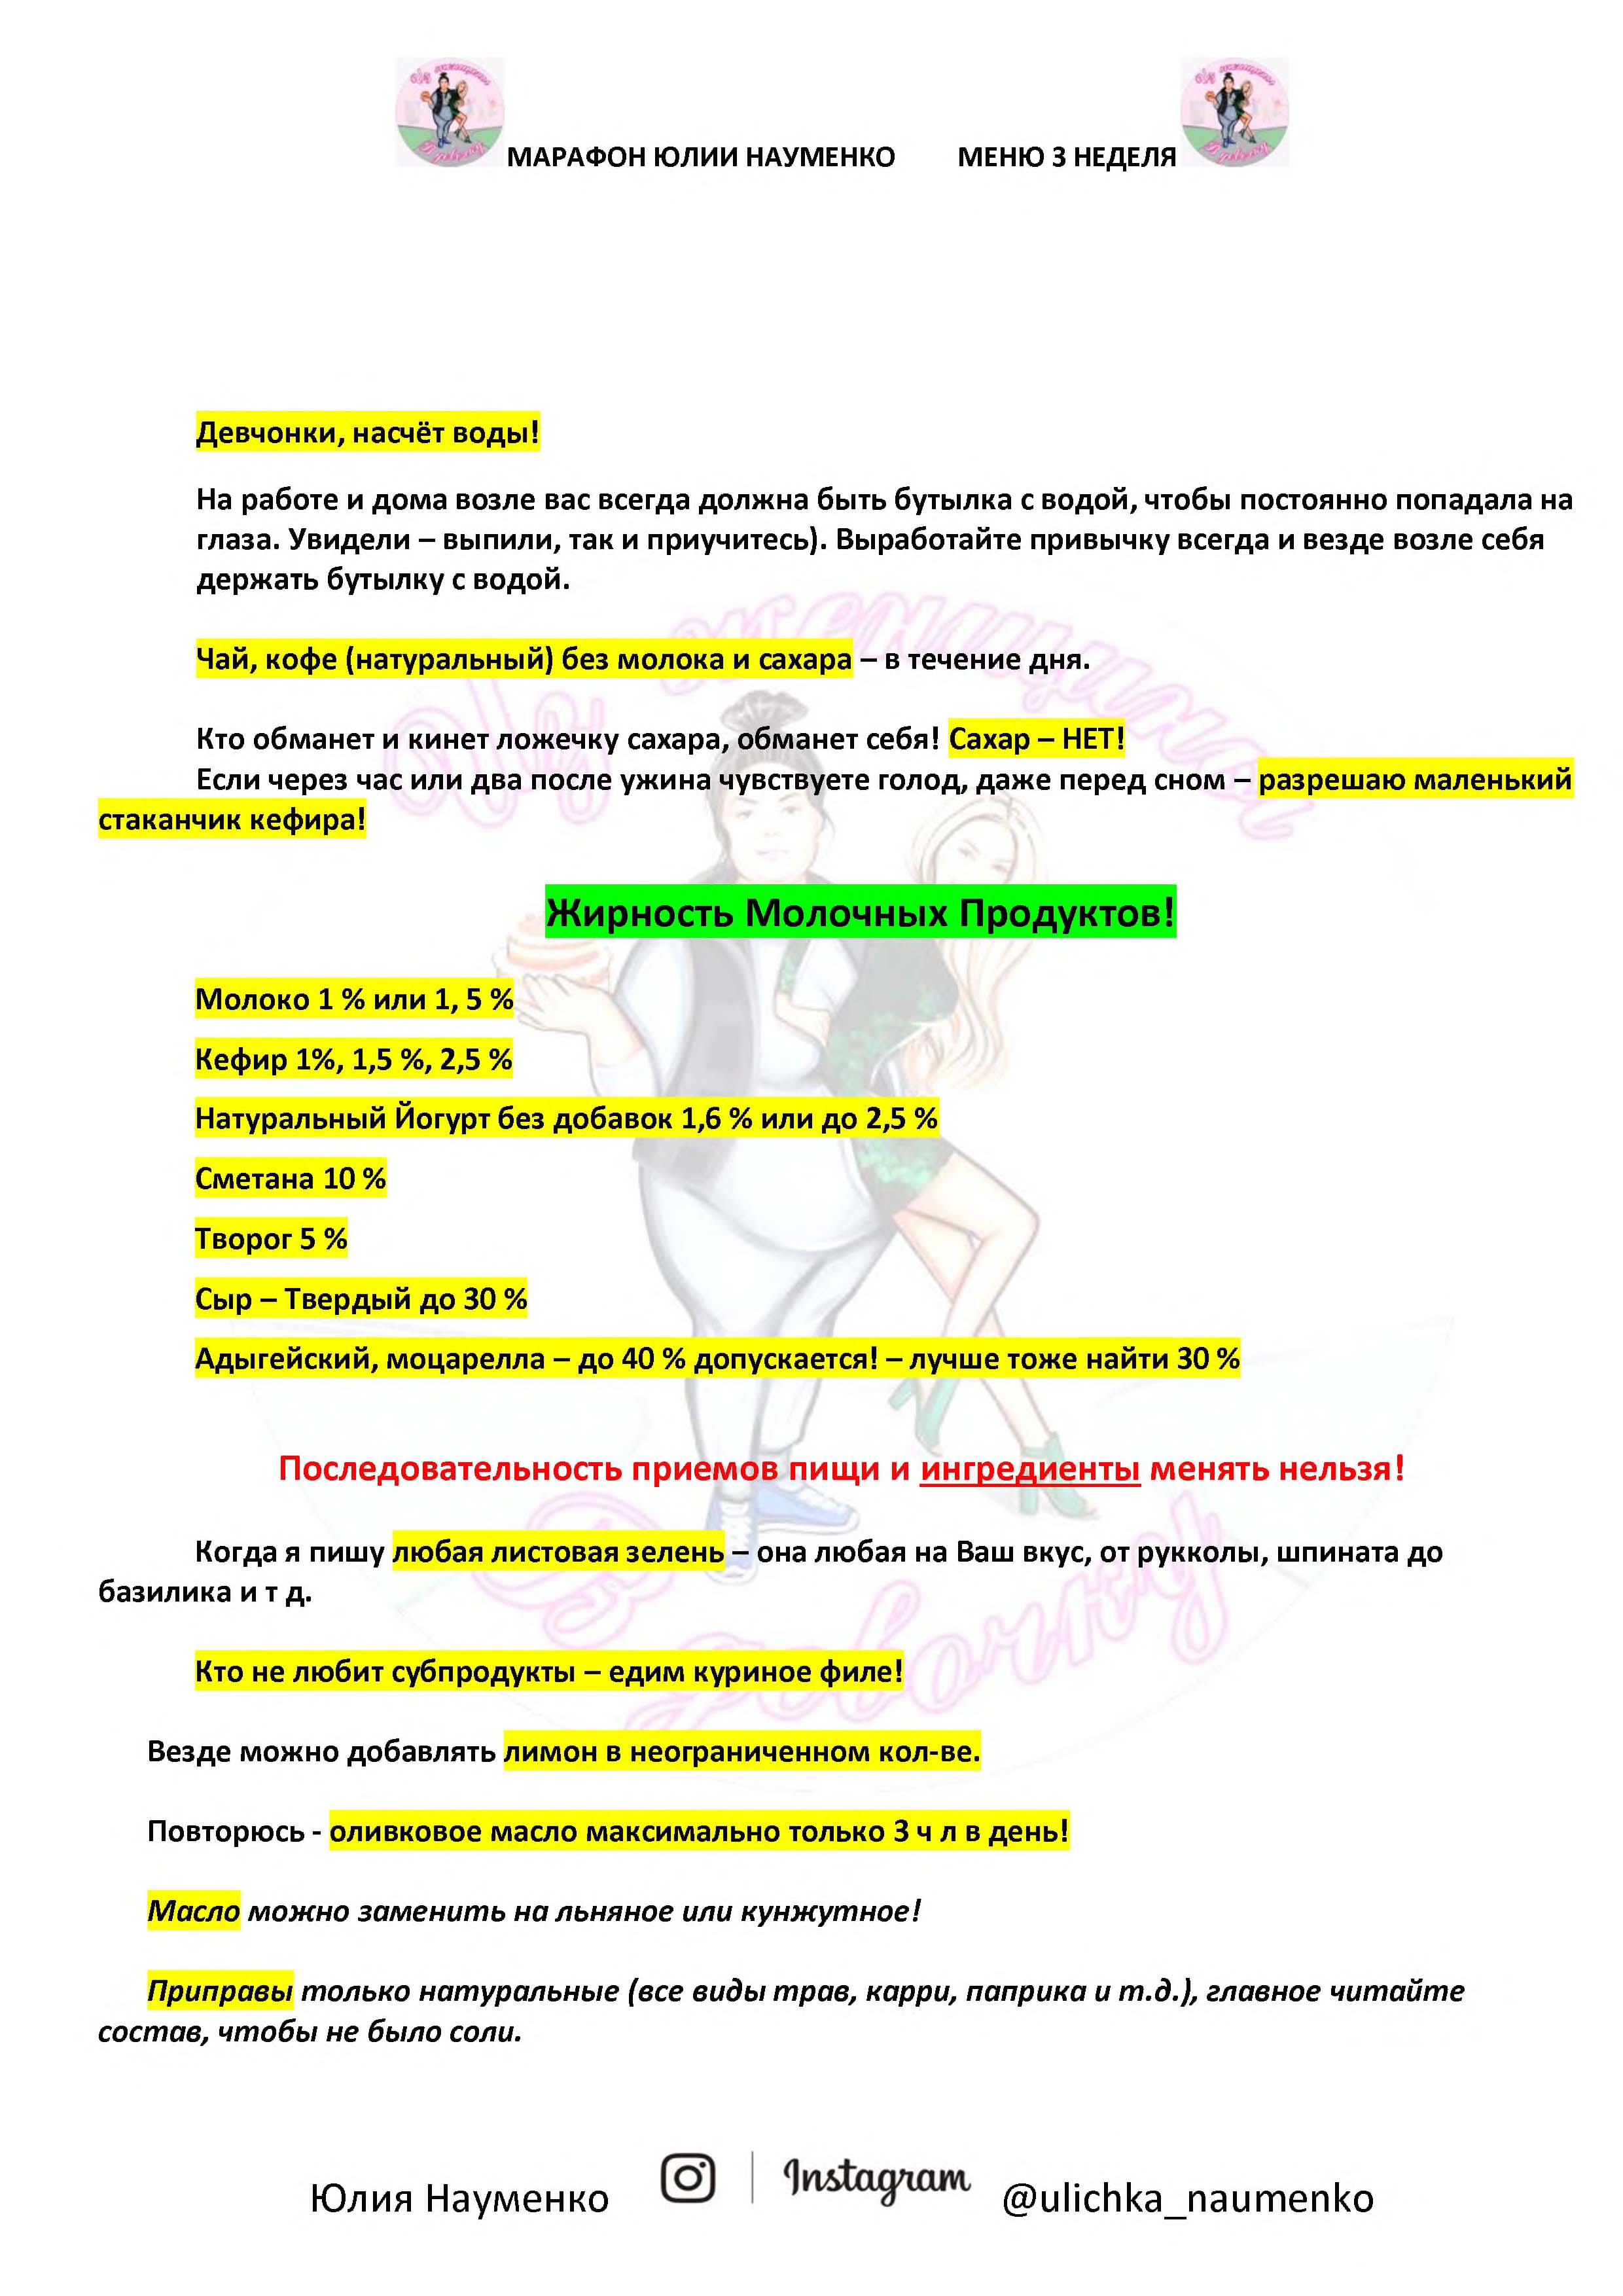 МАРАФОН ЮЛИИ НАУМЕНКО МЕНЮ 3 НЕДЕЛЯ
Девчонки, насчёт воды!
На работе и дома возле вас всегда должна быть бутылка с водой, чтобы постоянно попадала на
глаза. Увидели – выпили, так и приучитесь). Выработайте привычку всегда и везде возле себя
держать бутылку с водой.
Чай, кофе (натуральный) без молока и сахара – в течение дня.
Кто обманет и кинет ложечку сахара, обманет себя! Сахар – НЕТ!
Если через час или два после ужина чувствуете голод, даже перед сном – разрешаю маленький
стаканчик кефира!
Жирность Молочных Продуктов!
Молоко 1 % или 1, 5 %
Кефир 1%, 1,5 %, 2,5 %
Натуральный Йогурт без добавок 1,6 % или до 2,5 %
Сметана 10 %
Творог 5 %
Сыр – Твердый до 30 %
Адыгейский, моцарелла – до 40 % допускается! – лучше тоже найти 30 %
Последовательность приемов пищи и ингредиенты менять нельзя!
Когда я пишу любая листовая зелень – она любая на Ваш вкус, от рукколы, шпината до
базилика и т д.
Кто не любит субпродукты – едим куриное филе!
Везде можно добавлять лимон в неограниченном кол-ве.
Повторюсь - оливковое масло максимально только 3 ч л в день!
Масло можно заменить на льняное или кунжутное!
Приправы только натуральные (все виды трав, карри, паприка и т.д.), главное читайте
состав, чтобы не было соли.
Юлия Науменко Instagram @ulichka_naumenko